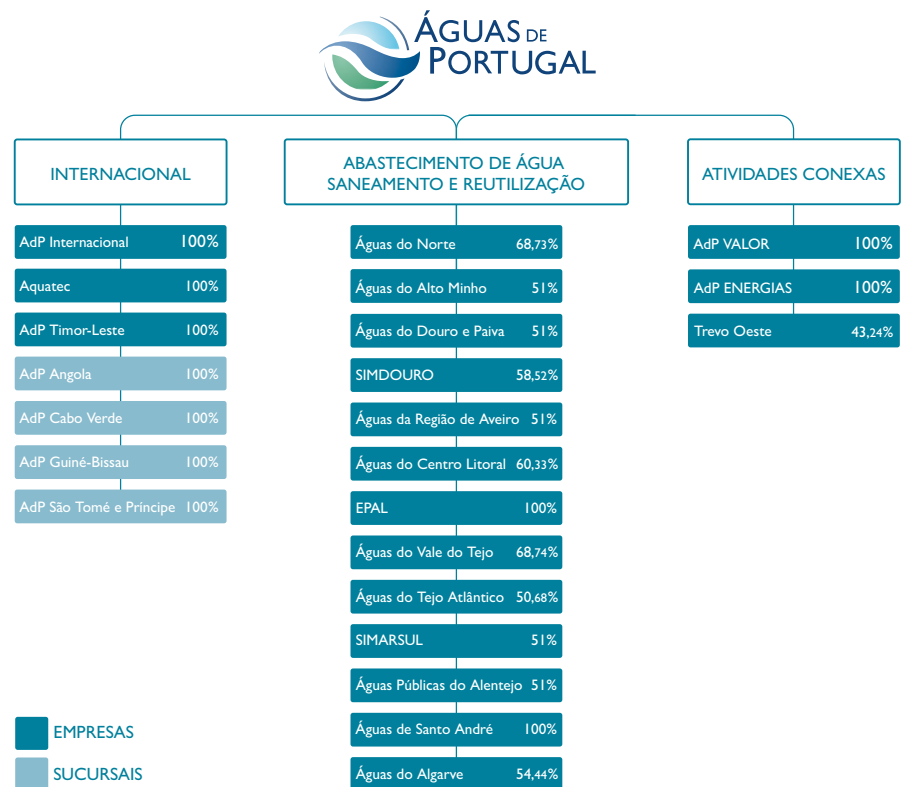 ÁGUAS DE
PORTUGAL
INTERNACIONAL
AdP Internacional 100%
Aquatec 100%
AdP Timor-Leste 100%
AdP Angola 100%
AdP Cabo Verde 100%
AdP Guiné-Bissau 100%
AdP São Tomé e Príncipe 100%
ABASTECIMENTO DE ÁGUA
SANEAMENTO E REUTILIZAÇÃO
Águas do Norte 68,73%
Águas do Alto Minho 51%
Águas do Douro e Paiva 51%
SIMDOURO 58,52%
Águas da Região de Aveiro 51%
Águas do Centro Litoral 60,33%
EPAL 100%
Águas do Vale do Tejo 68,74%
Águas do Tejo Atlântico 50,68%
SIMARSUL 51%
Águas Públicas do Alentejo 51%
Águas de Santo André 100%
Águas do Algarve 54,44%
ATIVIDADES CONEXAS
AdP VALOR 100%
AdP ENERGIAS 100%
Trevo Oeste 43,24%
EMPRESAS
SUCURSAIS